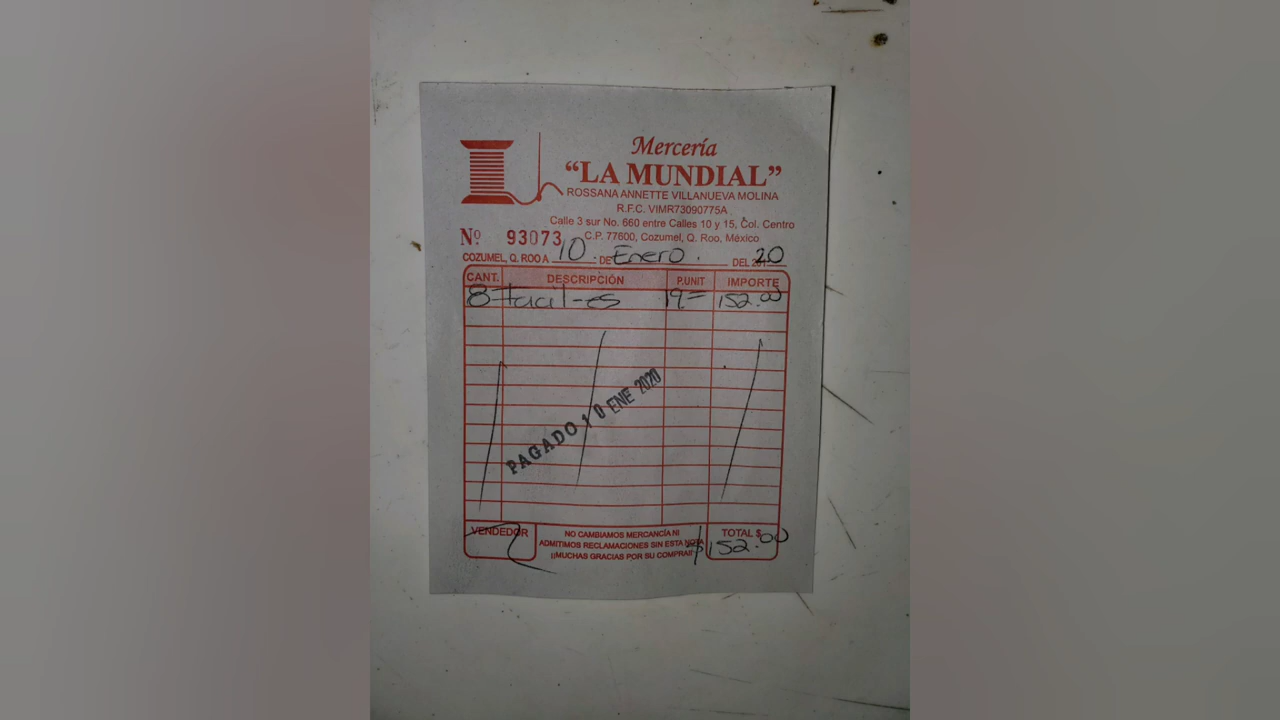 Mercería
“LA MUNDIAL”
ROSSANA ANNETTE VILLANUEVA MOLINA
R.F.C. VIMR73090775A
Calle 3 sur No. 660 entre Calles 10 y 15, Col. Centro
C.P. 77600, Cozumel, Q. Roo, México
Nº 93073
COZUMEL, Q. ROO A 10 DE Enero DEL 20
CANT. DESCRIPCIÓN P.UNIT IMPORTE
8 19= 152.00
PAGADO 10 ENE 2020
VENDEDOR
NO CAMBIAMOS MERCANCÍA NI
ADMITIMOS RECLAMACIONES SIN ESTA NOTA
¡¡MUCHAS GRACIAS POR SU COMPRA!!
TOTAL $
$152.00